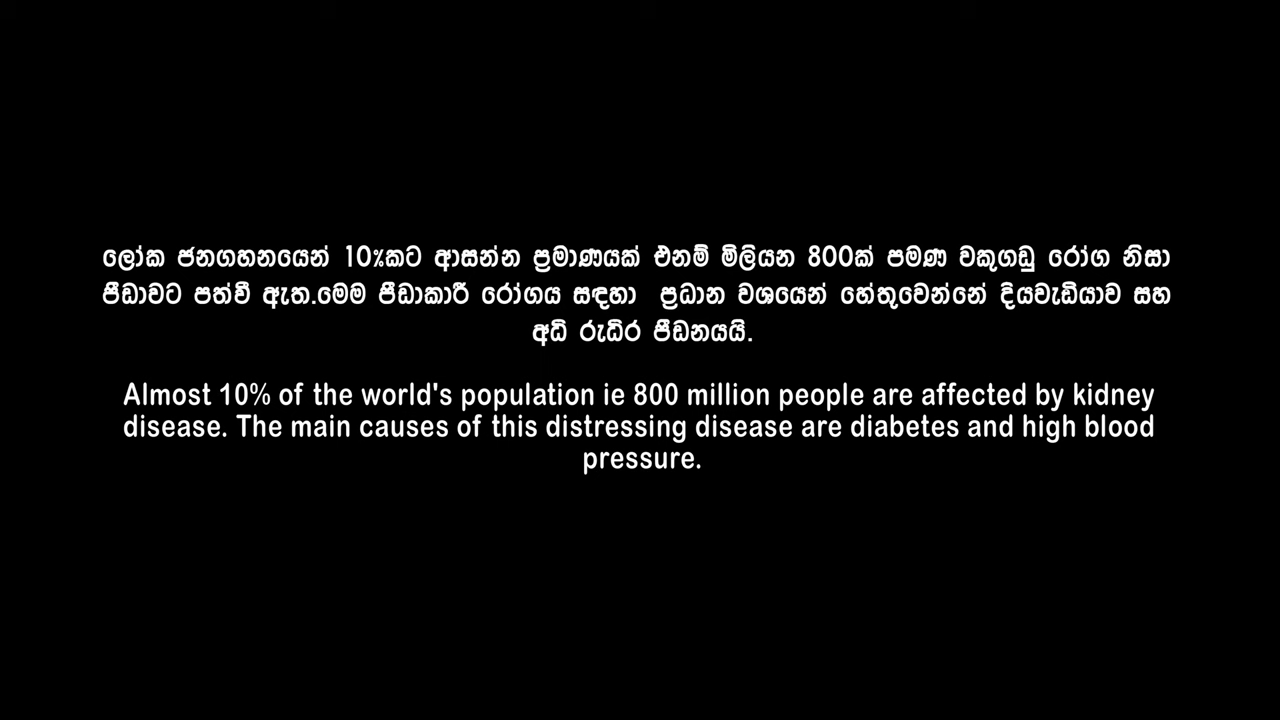 ලෝක ජනගහනයෙන් 10%කට ආසන්න ප්‍රමාණයක් එනම් මිලියන 800ක් පමණ වකුගඩු රෝග නිසා
පීඩාවට පත්වී ඇත.මෙම පීඩාකාරී රෝගය සඳහා ප්‍රධාන වශයෙන් හේතුවෙන්නේ දියවැඩියාව සහ
අධි රුධිර පීඩනයයි.
Almost 10% of the world's population ie 800 million people are affected by kidney
disease. The main causes of this distressing disease are diabetes and high blood
pressure.